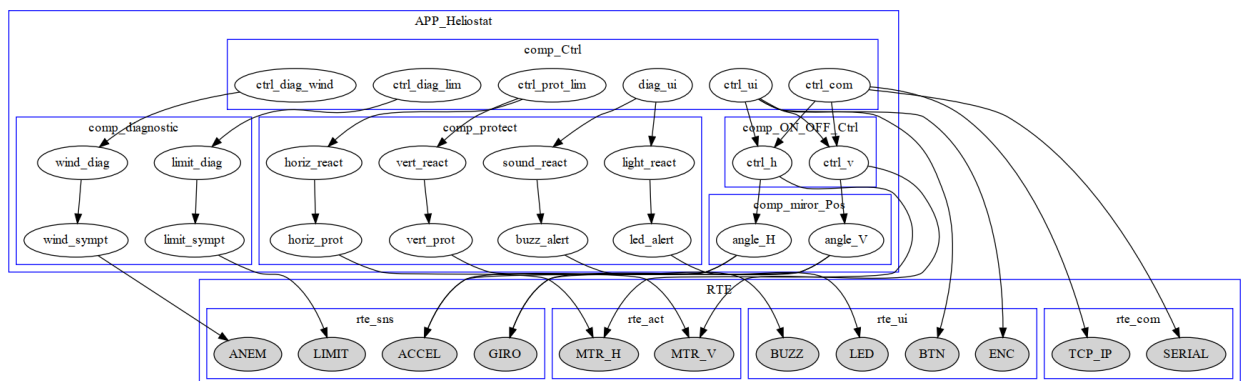 APP_Heliostat
comp_Ctrl
ctrl_diag_wind ctrl_diag_lim ctrl_prot_lim diag_ui ctrl_ui ctrl_com
comp_diagnostic comp_protect comp_ON_OFF_Ctrl
wind_diag limit_diag horiz_react vert_react sound_react light_react ctrl_h ctrl_v
comp_miror_Pos
wind_sympt limit_sympt horiz_prot vert_prot buzz_alert led_alert angle_H angle_V
RTE
rte_sns rte_act rte_ui rte_com
ANEM LIMIT ACCEL GIRO MTR_H MTR_V BUZZ LED BTN ENC TCP_IP SERIAL